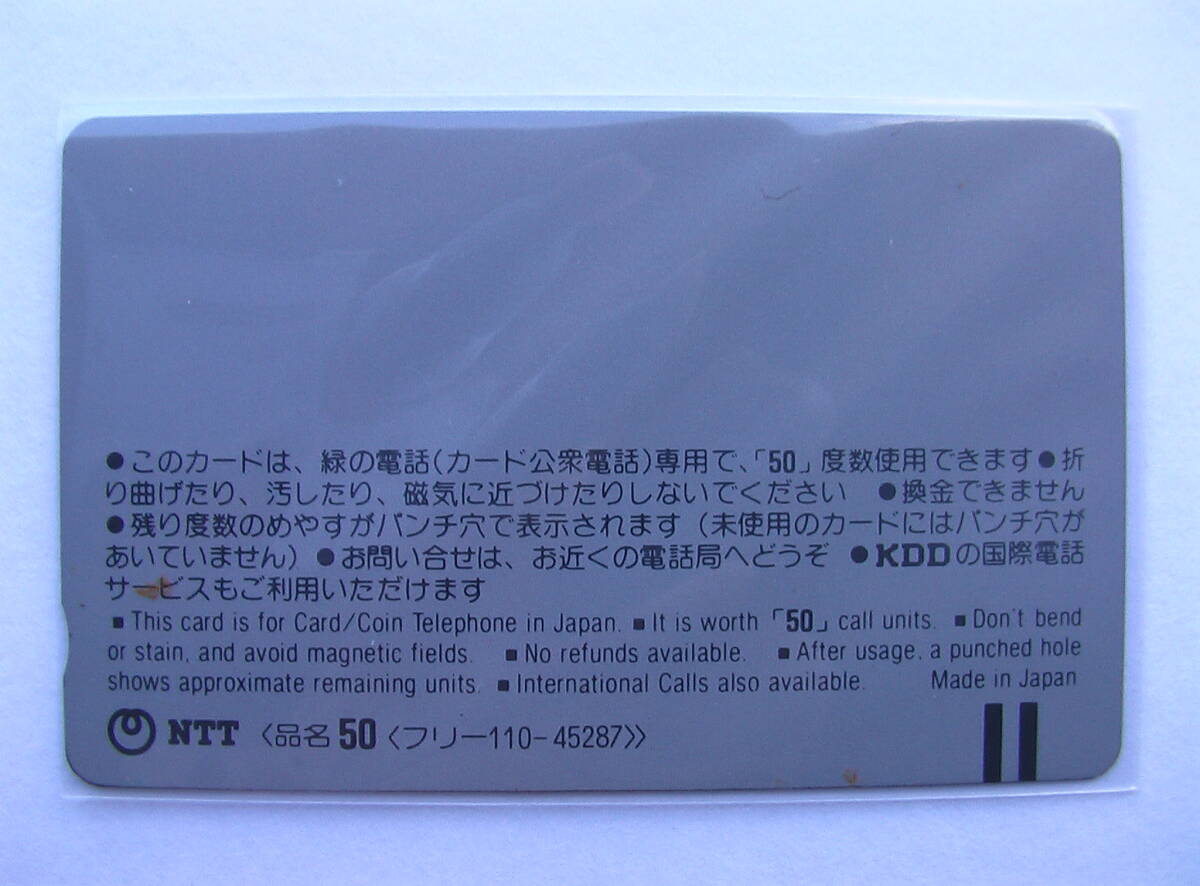 ●このカードは、緑の電話(カード公衆電話)専用で、「50」度数使用できます●折
り曲げたり、汚したり、磁気に近づけたりしないでください ●換金できません
●残り度数のめやすがパンチ穴で表示されます(未使用のカードにはパンチ穴が
あいていません) ●お問い合せは、お近くの電話局へどうぞ ●KDDの国際電話
サービスもご利用いただけます
■This card is for Card/Coin Telephone in Japan. ■It is worth「50」call units. ■Don't bend
or stain, and avoid magnetic fields. ■No refunds available. ■After usage, a punched hole
shows approximate remaining units. ■International Calls also available. Made in Japan
NTT 〈品名50〈フリー110-45287〉〉